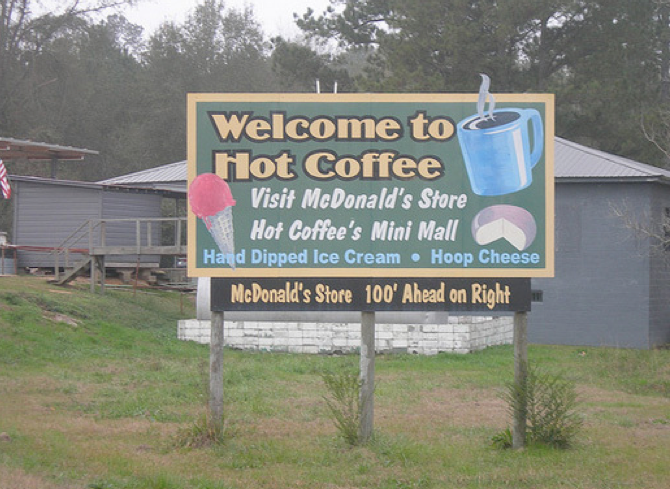 Welcome to
Hot Coffee
Visit McDonald's Store
Hot Coffee's Mini Mall
Hand Dipped Ice Cream • Hoop Cheese
McDonald's Store 100' Ahead on Right